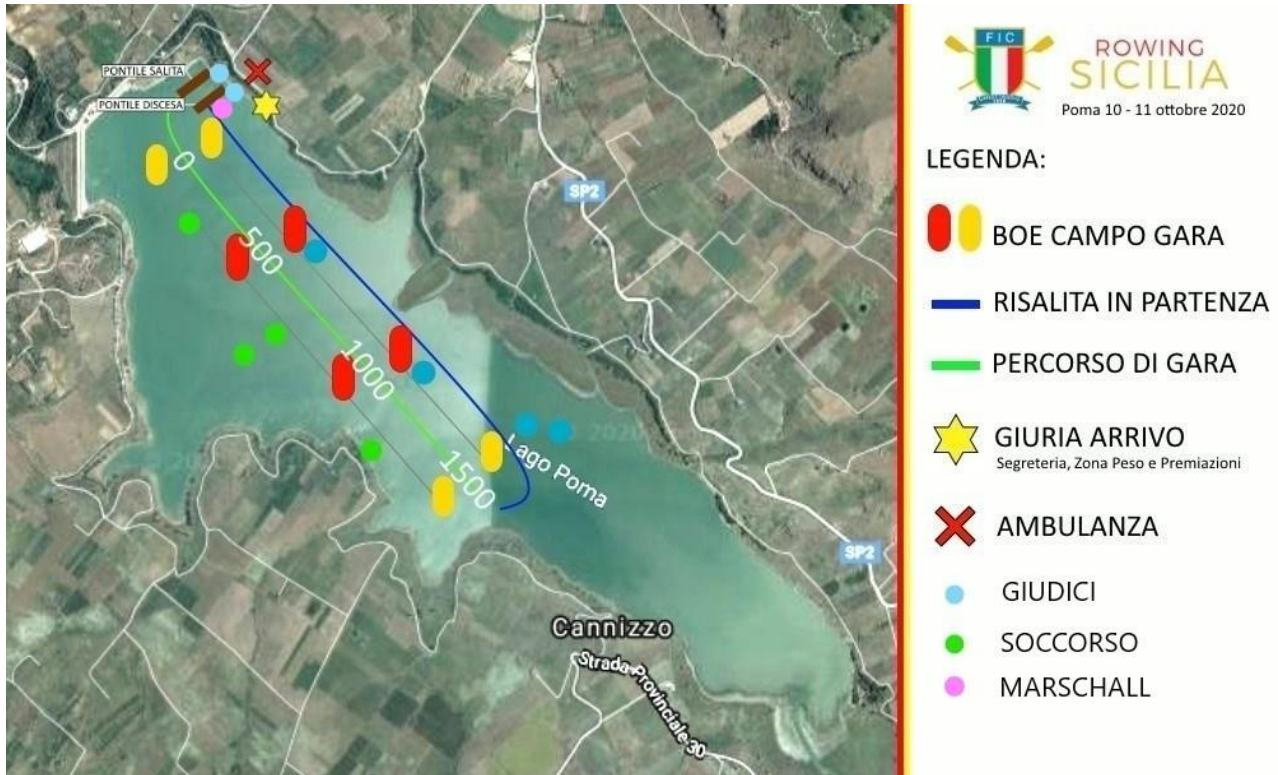 PONTILE SALITA
PONTILE DISCESA
0
500
1000
1500
SP2
Lago Poma
SP2
Cannizzo
Strada Provinciale 30
FIC
ROWING
SICILIA
Poma 10 - 11 ottobre 2020
LEGENDA:
BOE CAMPO GARA
RISALITA IN PARTENZA
PERCORSO DI GARA
GIURIA ARRIVO
Segreteria, Zona Peso e Premiazioni
AMBULANZA
GIUDICI
SOCCORSO
MARSCHALL